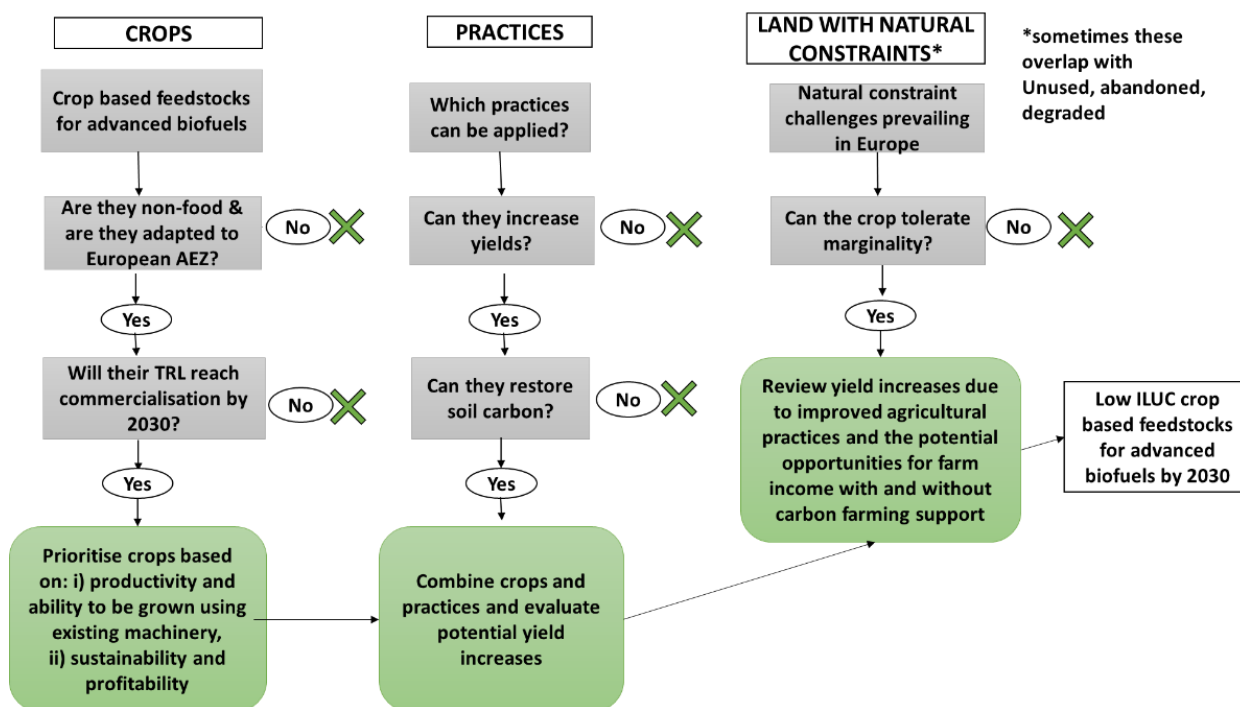 CROPS
Crop based feedstocks
for advanced biofuels
Are they non-food &
are they adapted to
European AEZ?
No
Yes
Will their TRL reach
commercialisation by
2030?
No
Yes
Prioritise crops based
on: i) productivity and
ability to be grown using
existing machinery,
ii) sustainability and
profitability
PRACTICES
Which practices
can be applied?
Can they increase
yields?
No
Yes
Can they restore
soil carbon?
No
Yes
Combine crops and
practices and evaluate
potential yield
increases
LAND WITH NATURAL
CONSTRAINTS*
Natural constraint
challenges prevailing
in Europe
Can the crop tolerate
marginality?
No
Yes
Review yield increases due
to improved agricultural
practices and the potential
opportunities for farm
income with and without
carbon farming support
*sometimes these
overlap with
Unused, abandoned,
degraded
Low ILUC crop
based feedstocks
for advanced
biofuels by 2030